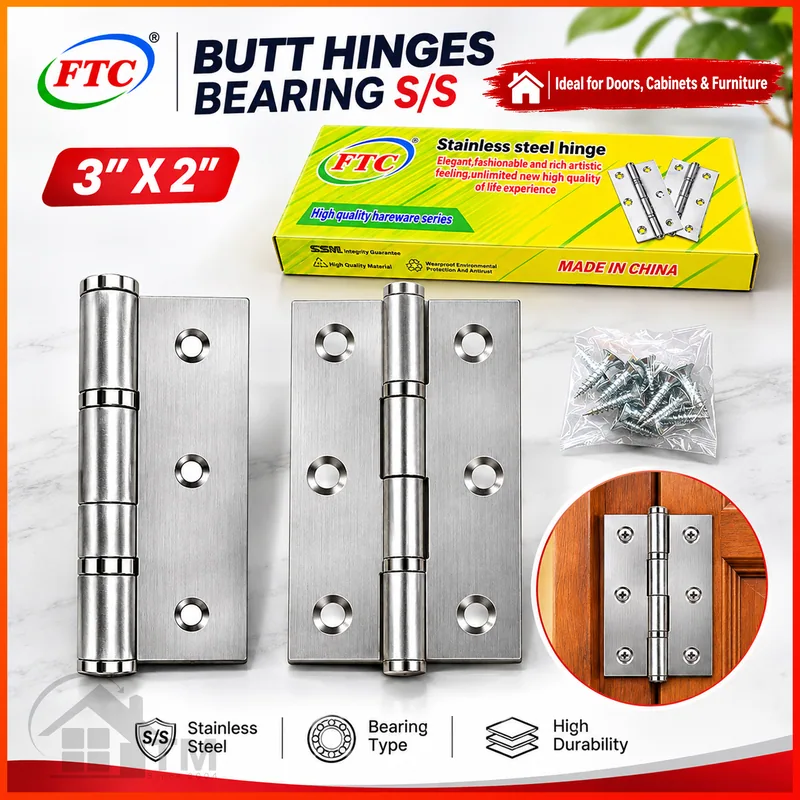 FTC®
BUTT HINGES
BEARING S/S
Ideal for Doors, Cabinets & Furniture
3" X 2"
FTC®
Stainless steel hinge
Elegant,fashionable and rich artistic
feeling,unlimited new high quality
of life experience
High quality hareware series
SSM Integrity Guarantee
High Quality Material
Wearproof Environmental
Protection And Antirust
MADE IN CHINA
S/S
Stainless
Steel
Bearing
Type
High
Durability
TM